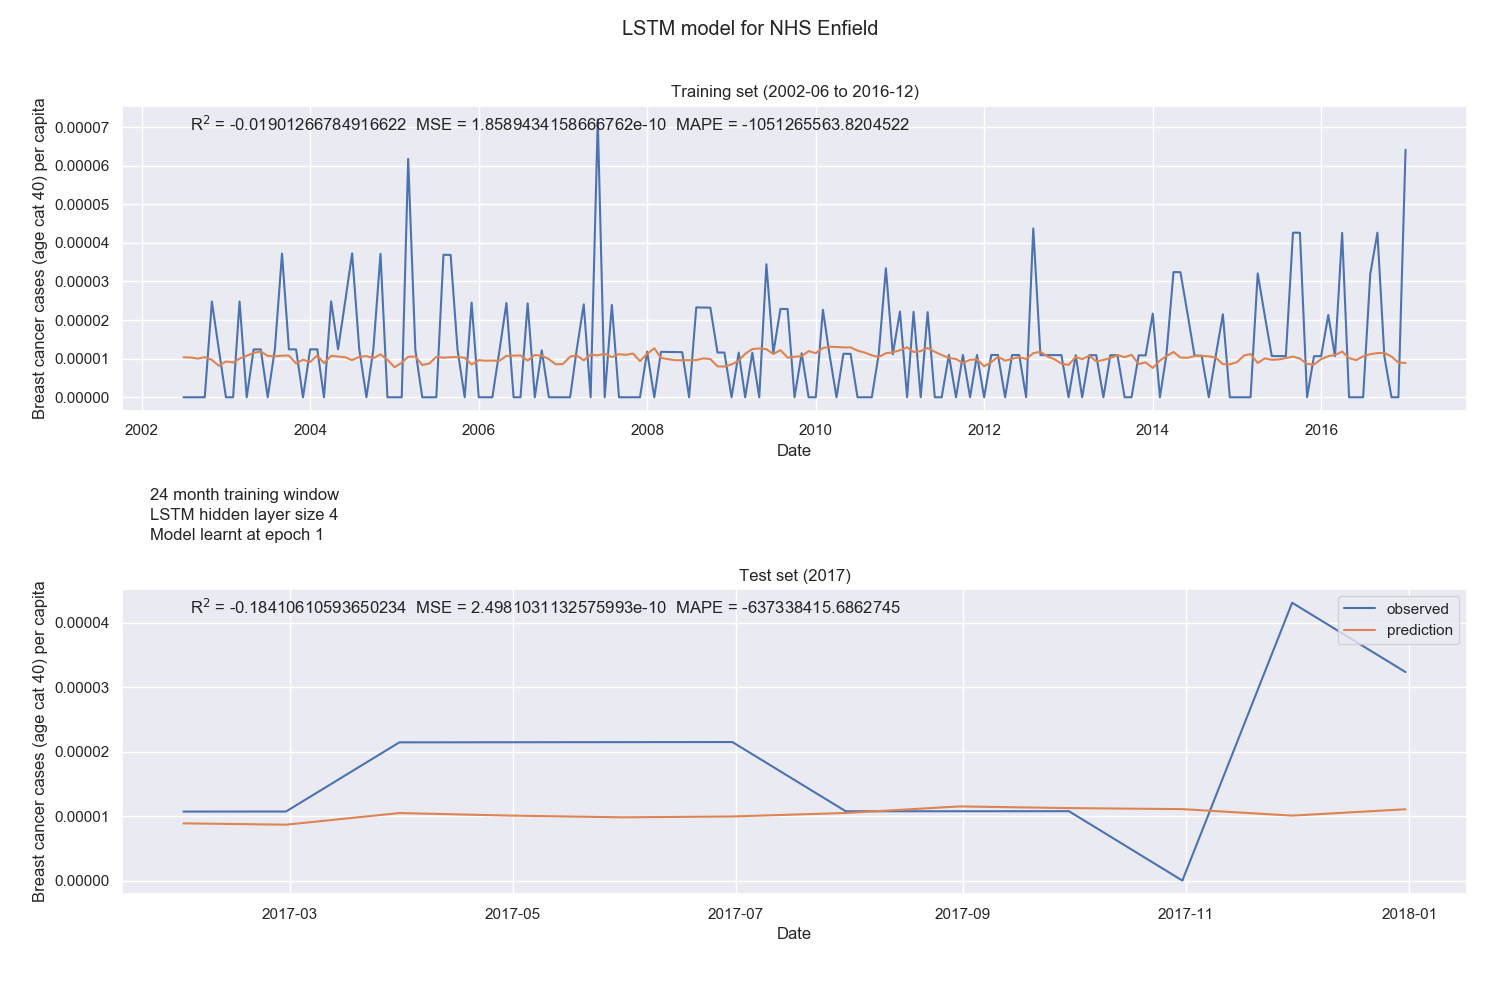 LSTM model for NHS Enfield
Training set (2002-06 to 2016-12)
R² = -0.01901266784916622 MSE = 1.8589434158666762e-10 MAPE = -1051265563.8204522
Breast cancer cases (age cat 40) per capita
0.00007
0.00006
0.00005
0.00004
0.00003
0.00002
0.00001
0.00000
2002 2004 2006 2008 2010 2012 2014 2016
Date
24 month training window
LSTM hidden layer size 4
Model learnt at epoch 1
Test set (2017)
R² = -0.18410610593650234 MSE = 2.4981031132575993e-10 MAPE = -637338415.6862745
observed
prediction
Breast cancer cases (age cat 40) per capita
0.00004
0.00003
0.00002
0.00001
0.00000
2017-03 2017-05 2017-07 2017-09 2017-11 2018-01
Date